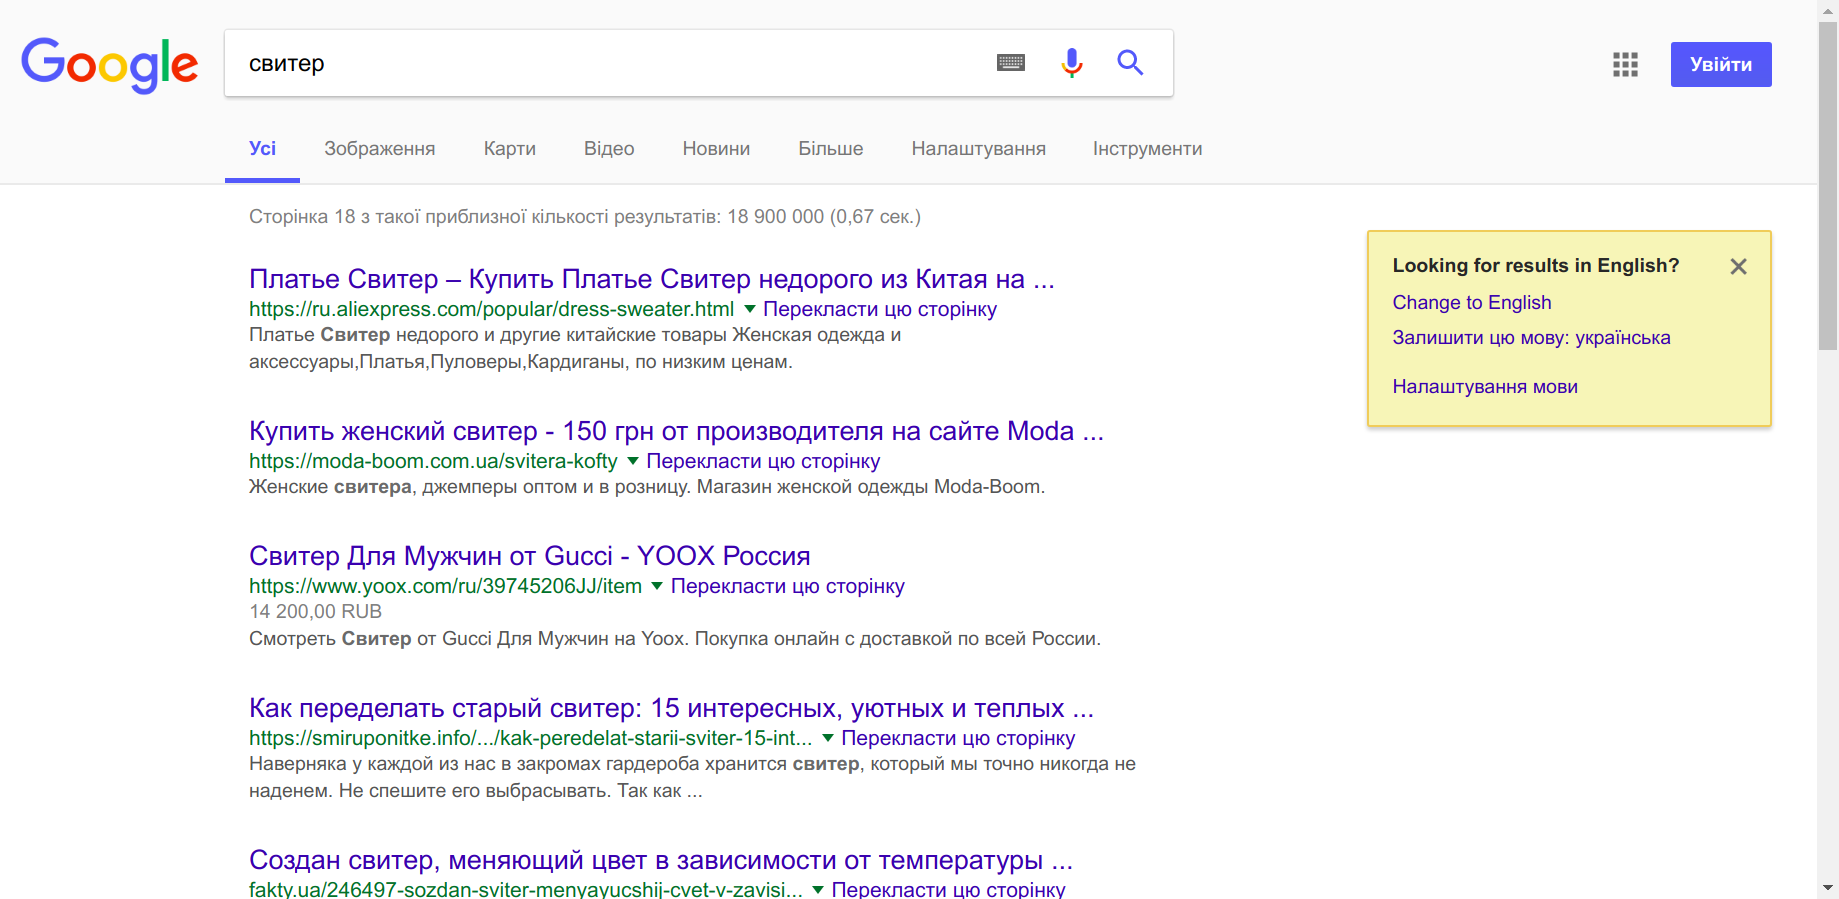 Google
свитер
Увійти
Усі Зображення Карти Відео Новини Більше Налаштування Інструменти
Сторінка 18 з такої приблизної кількості результатів: 18 900 000 (0,67 сек.)
Платье Свитер – Купить Платье Свитер недорого из Китая на ...
https://ru.aliexpress.com/popular/dress-sweater.html Перекласти цю сторінку
Платье Свитер недорого и другие китайские товары Женская одежда и
аксессуары,Платья,Пуловеры,Кардиганы, по низким ценам.
Купить женский свитер - 150 грн от производителя на сайте Moda ...
https://moda-boom.com.ua/svitera-kofty Перекласти цю сторінку
Женские свитера, джемперы оптом и в розницу. Магазин женской одежды Moda-Boom.
Свитер Для Мужчин от Gucci - YOOX Россия
https://www.yoox.com/ru/39745206JJ/item Перекласти цю сторінку
14 200,00 RUB
Смотреть Свитер от Gucci Для Мужчин на Yoox. Покупка онлайн с доставкой по всей России.
Как переделать старый свитер: 15 интересных, уютных и теплых ...
https://smiruponitke.info/.../kak-peredelat-starii-sviter-15-int... Перекласти цю сторінку
Наверняка у каждой из нас в закромах гардероба хранится свитер, который мы точно никогда не
наденем. Не спешите его выбрасывать. Так как ...
Создан свитер, меняющий цвет в зависимости от температуры ...
fakty.ua/246497-sozdan-sviter-menyayucshij-cvet-v-zavisi... Перекласти цю сторінку
Looking for results in English?
Change to English
Залишити цю мову: українська
Налаштування мови